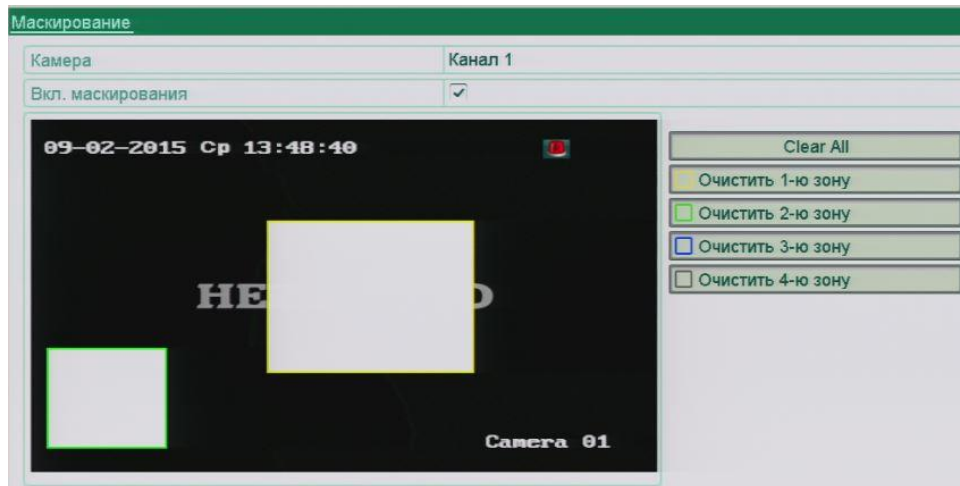 Маскирование
Камера Канал 1
Вкл. маскирования
09-02-2015 Ср 13:48:40
Clear All
Очистить 1-ю зону
Очистить 2-ю зону
Очистить 3-ю зону
Очистить 4-ю зону
Camera 01